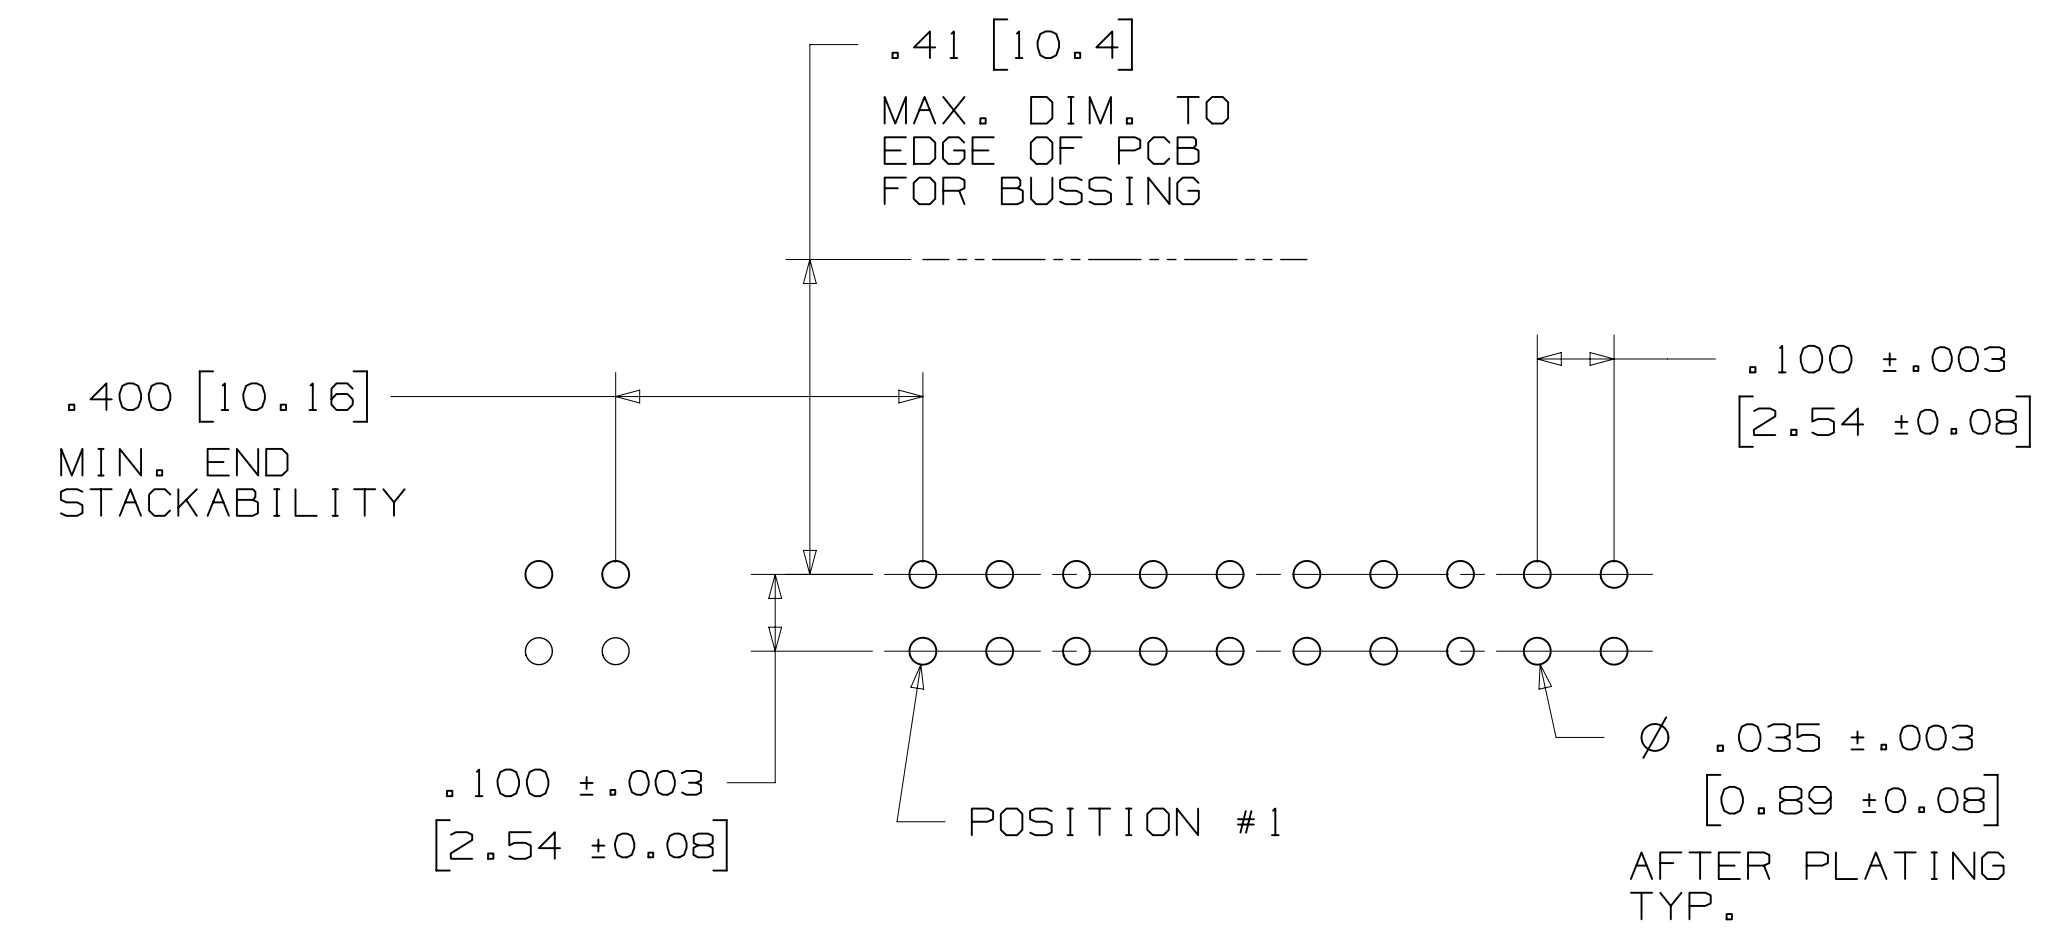 .41 [10.4]
MAX. DIM. TO
EDGE OF PCB
FOR BUSSING
.400 [10.16]
MIN. END
STACKABILITY
.100 ±.003
[2.54 ±0.08]
.100 ±.003
[2.54 ±0.08]
POSITION #1
Ø .035 ±.003
[0.89 ±0.08]
AFTER PLATING
TYP.